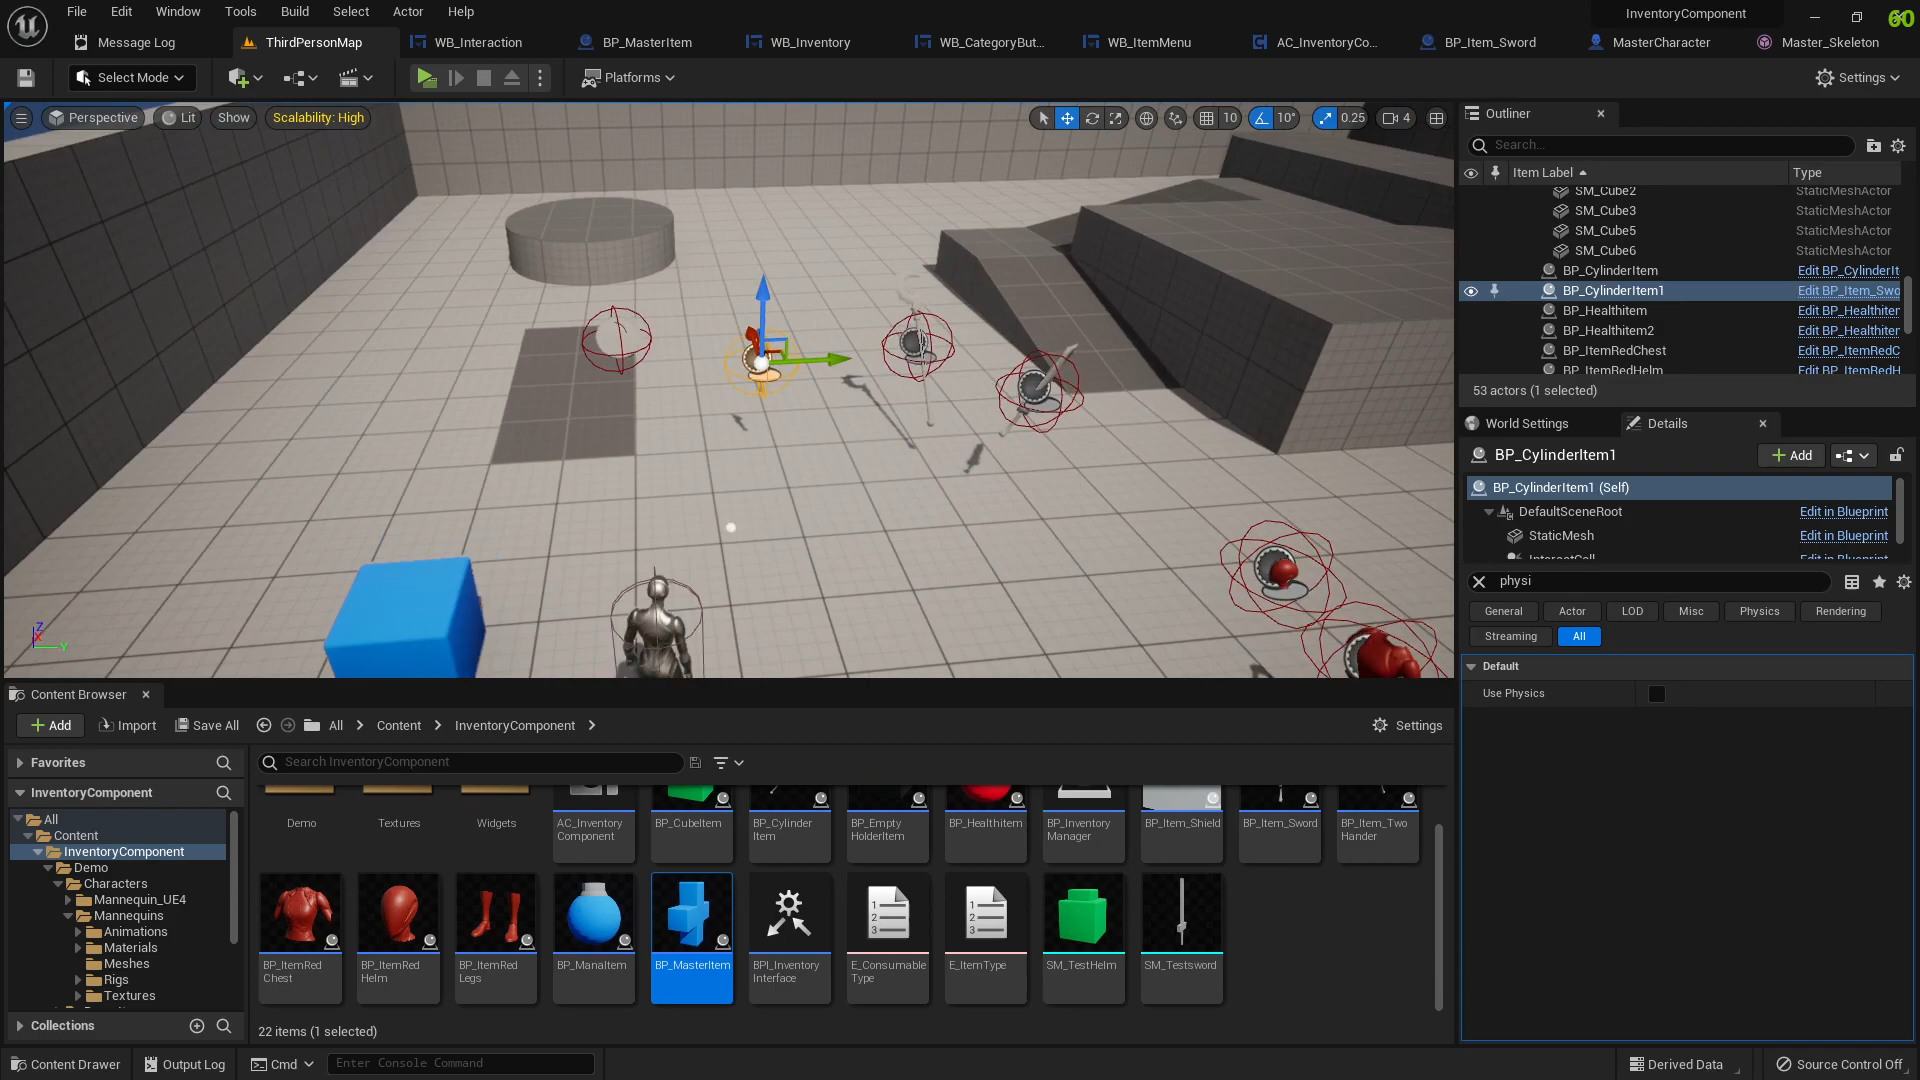 File Edit Window Tools Build Select Actor Help
InventoryComponent
60
Message Log
ThirdPersonMap
WB_Interaction
BP_MasterItem
WB_Inventory
WB_CategoryBut...
WB_ItemMenu
AC_InventoryCo...
BP_Item_Sword
MasterCharacter
Master_Skeleton
Select Mode
Platforms
Settings
Perspective
Lit
Show
Scalability: High
10
10°
0.25
4
Outliner
Search...
Item Label
Type
SM_Cube2 StaticMeshActor
SM_Cube3 StaticMeshActor
SM_Cube5 StaticMeshActor
SM_Cube6 StaticMeshActor
BP_CylinderItem Edit BP_CylinderIt
BP_CylinderItem1 Edit BP_Item_Swo
BP_Healthitem Edit BP_Healthiter
BP_Healthitem2 Edit BP_Healthiter
BP_ItemRedChest Edit BP_ItemRedC
BP_ItemRedHelm Edit BP_ItemRedH
53 actors (1 selected)
World Settings
Details
BP_CylinderItem1
Add
BP_CylinderItem1 (Self)
DefaultSceneRoot Edit in Blueprint
StaticMesh Edit in Blueprint
Edit in Blueprint
physi
General Actor LOD Misc Physics Rendering
Streaming All
Default
Use Physics
Z
X
Y
Content Browser
Add
Import
Save All
All
Content
InventoryComponent
Settings
Favorites
InventoryComponent
All
Content
InventoryComponent
Demo
Characters
Mannequin_UE4
Mannequins
Animations
Materials
Meshes
Rigs
Textures
Collections
Search InventoryComponent
Demo
Textures
Widgets
AC_Inventory
Component
BP_CubeItem
BP_Cylinder
Item
BP_Empty
HolderItem
BP_Healthitem
BP_Inventory
Manager
BP_Item_Shield
BP_Item_Sword
BP_Item_Two
Hander
BP_ItemRed
Chest
BP_ItemRed
Helm
BP_ItemRed
Legs
BP_ManaItem
BP_MasterItem
BPI_Inventory
Interface
E_Consumable
Type
E_ItemType
SM_TestHelm
SM_Testsword
22 items (1 selected)
Content Drawer
Output Log
Cmd
Enter Console Command
Derived Data
Source Control Off